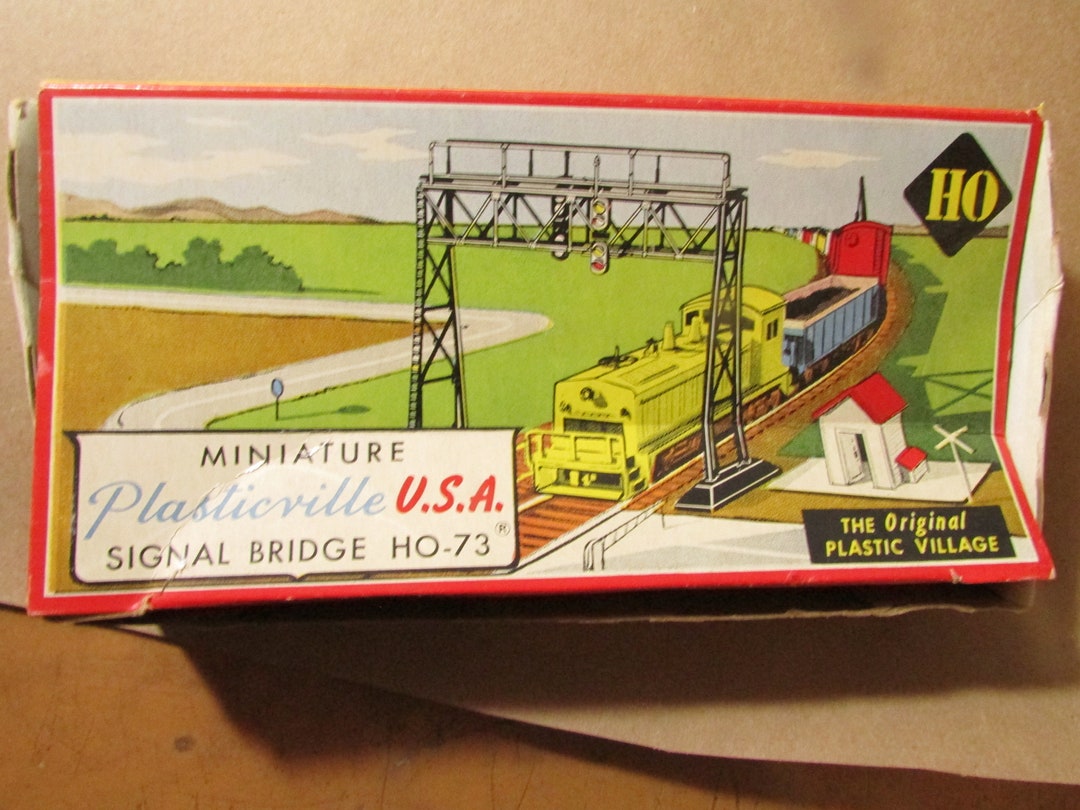 HO
MINIATURE
Plasticville U.S.A.®
SIGNAL BRIDGE HO-73
THE Original
PLASTIC VILLAGE